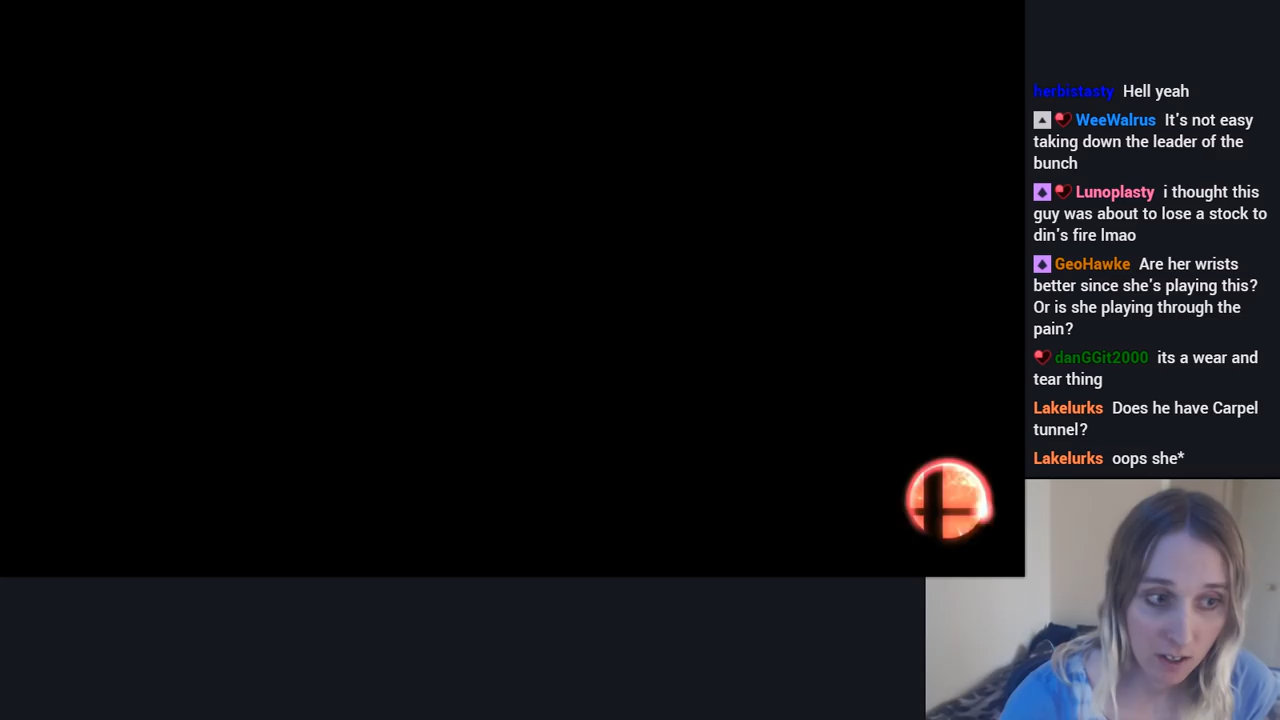 herbistasty Hell yeah
WeeWalrus It's not easy
taking down the leader of the
bunch
Lunoplasty i thought this
guy was about to lose a stock to
din's fire lmao
GeoHawke Are her wrists
better since she's playing this?
Or is she playing through the
pain?
danGGit2000 its a wear and
tear thing
Lakelurks Does he have Carpel
tunnel?
Lakelurks oops she*